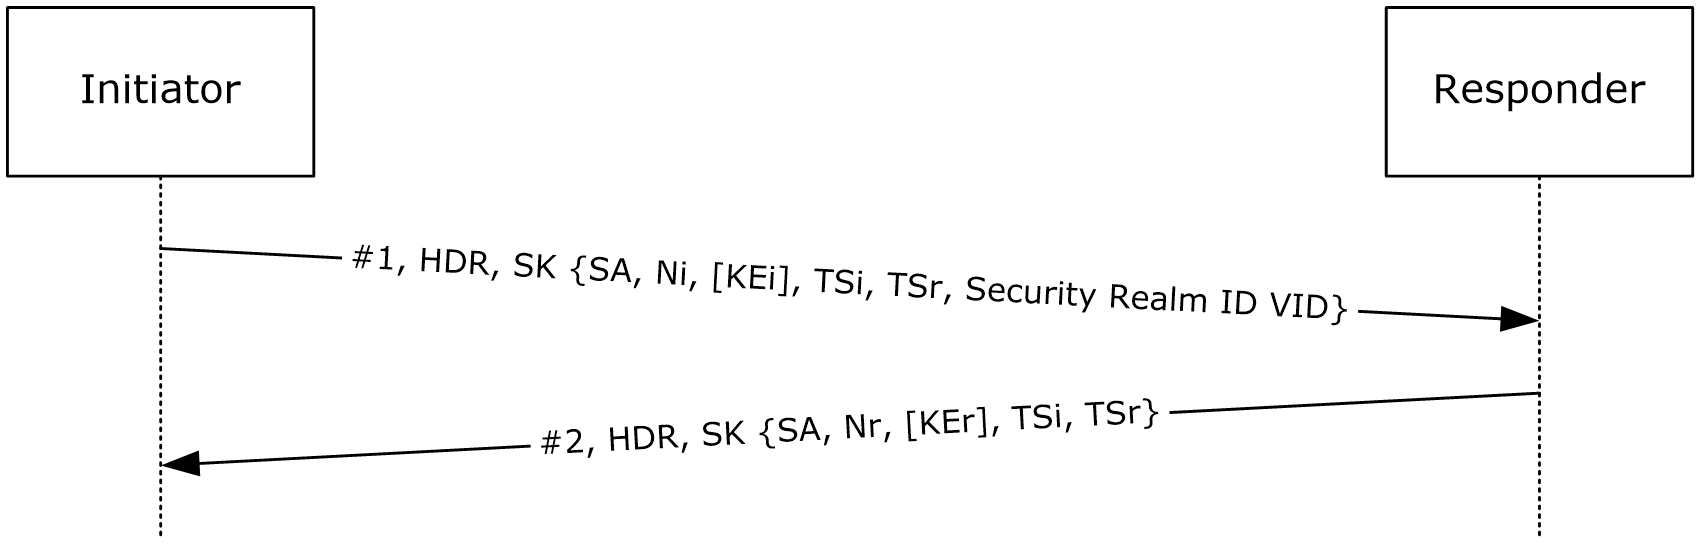 Initiator
Responder
#1, HDR, SK {SA, Ni, [KEi], TSi, TSr, Security Realm ID VID}
#2, HDR, SK {SA, Nr, [KEr], TSi, TSr}